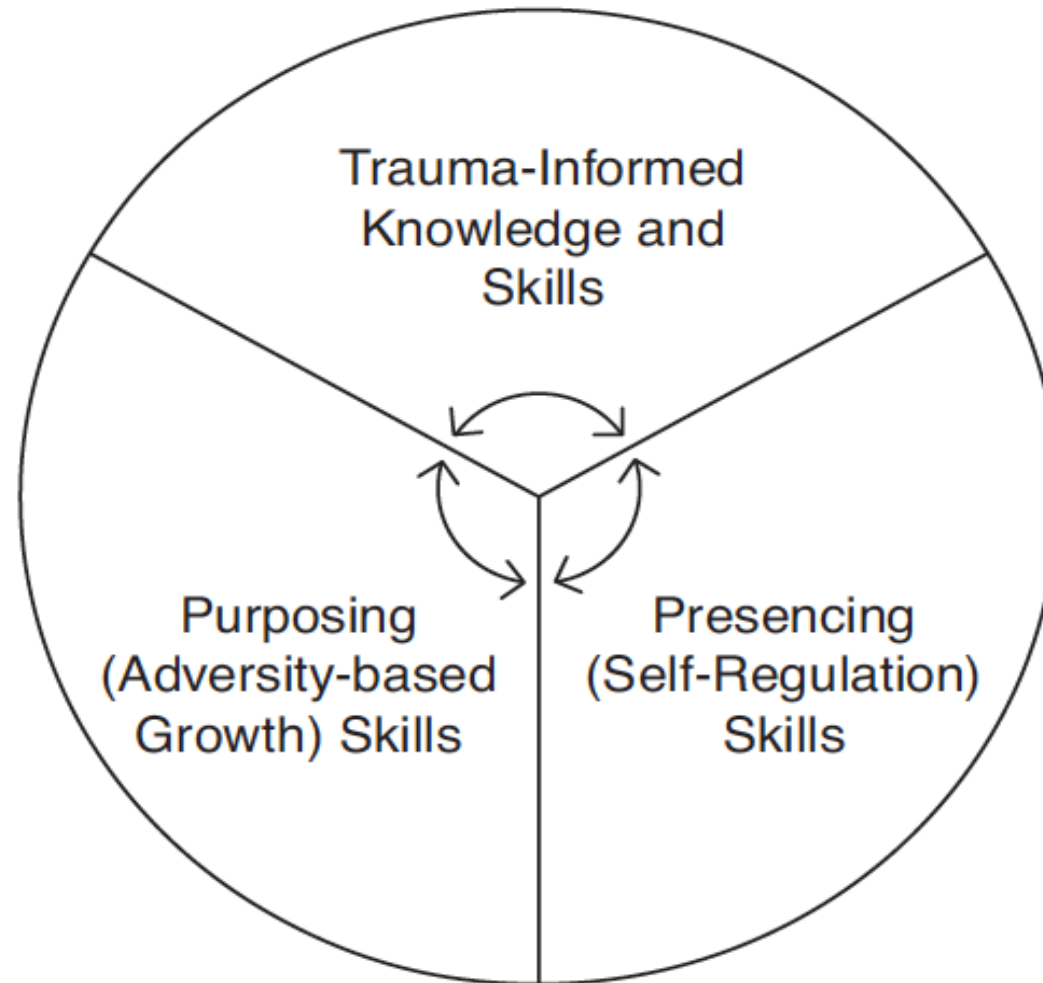 Trauma-Informed
Knowledge and
Skills
Purposing
(Adversity-based
Growth) Skills
Presencing
(Self-Regulation)
Skills